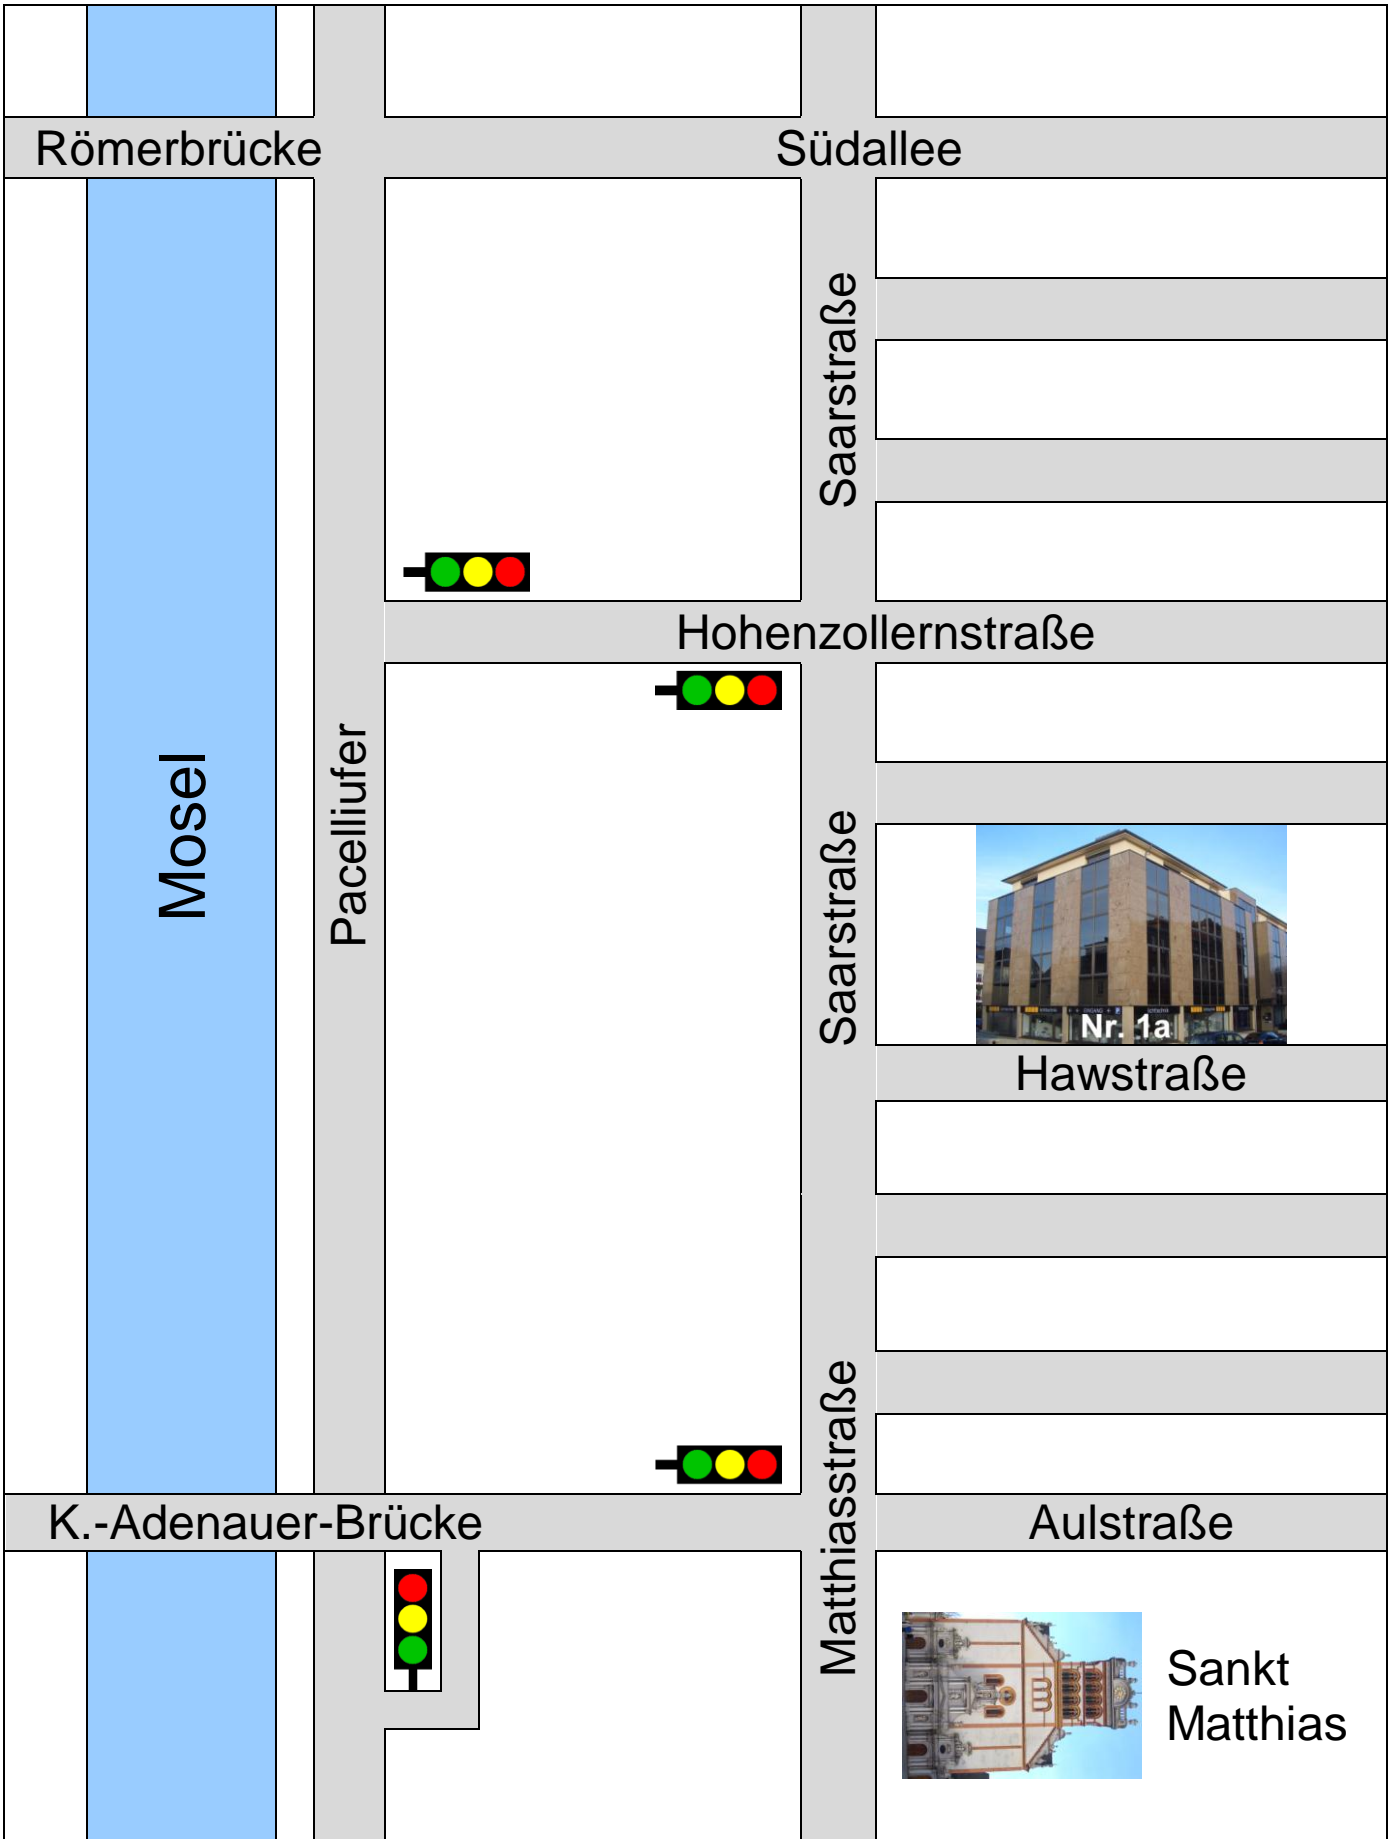 Römerbrücke
Südallee
Saarstraße
Hohenzollernstraße
Mosel
Pacelliufer
Saarstraße
Nr. 1a
Hawstraße
Matthiasstraße
K.-Adenauer-Brücke
Aulstraße
Sankt
Matthias